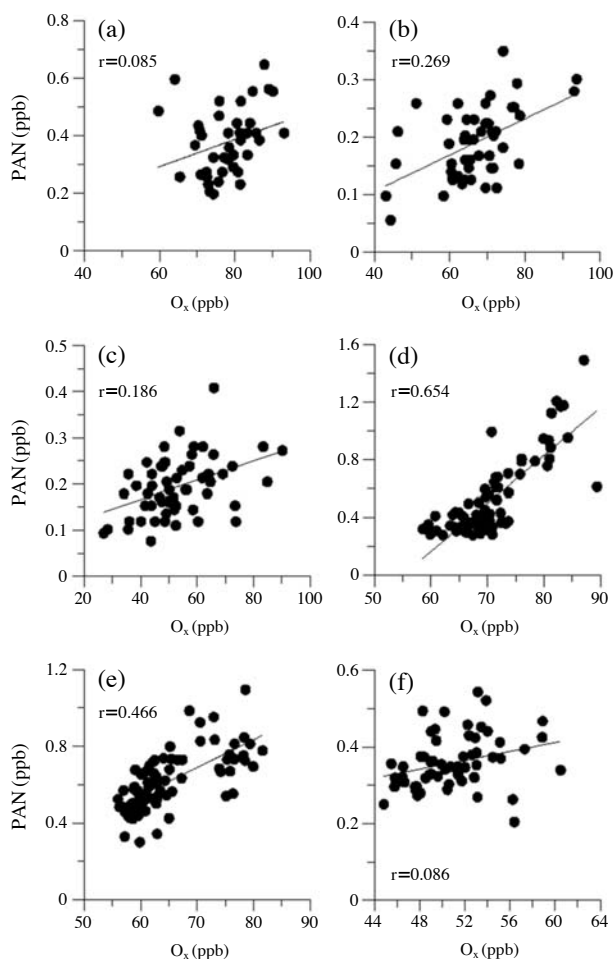 (a)
r=0.085
0.8
0.6
0.4
0.2
0
PAN (ppb)
40 60 80 100
Oₓ (ppb)
(b)
r=0.269
0.4
0.3
0.2
0.1
0
40 60 80 100
Oₓ (ppb)
(c)
r=0.186
0.5
0.4
0.3
0.2
0.1
0
PAN (ppb)
20 40 60 80 100
Oₓ (ppb)
(d)
r=0.654
1.6
1.2
0.8
0.4
0
50 60 70 80 90
Oₓ (ppb)
(e)
r=0.466
1.2
0.8
0.4
0
PAN (ppb)
50 60 70 80 90
Oₓ (ppb)
(f)
0.6
0.4
0.2
0
r=0.086
44 48 52 56 60 64
Oₓ (ppb)